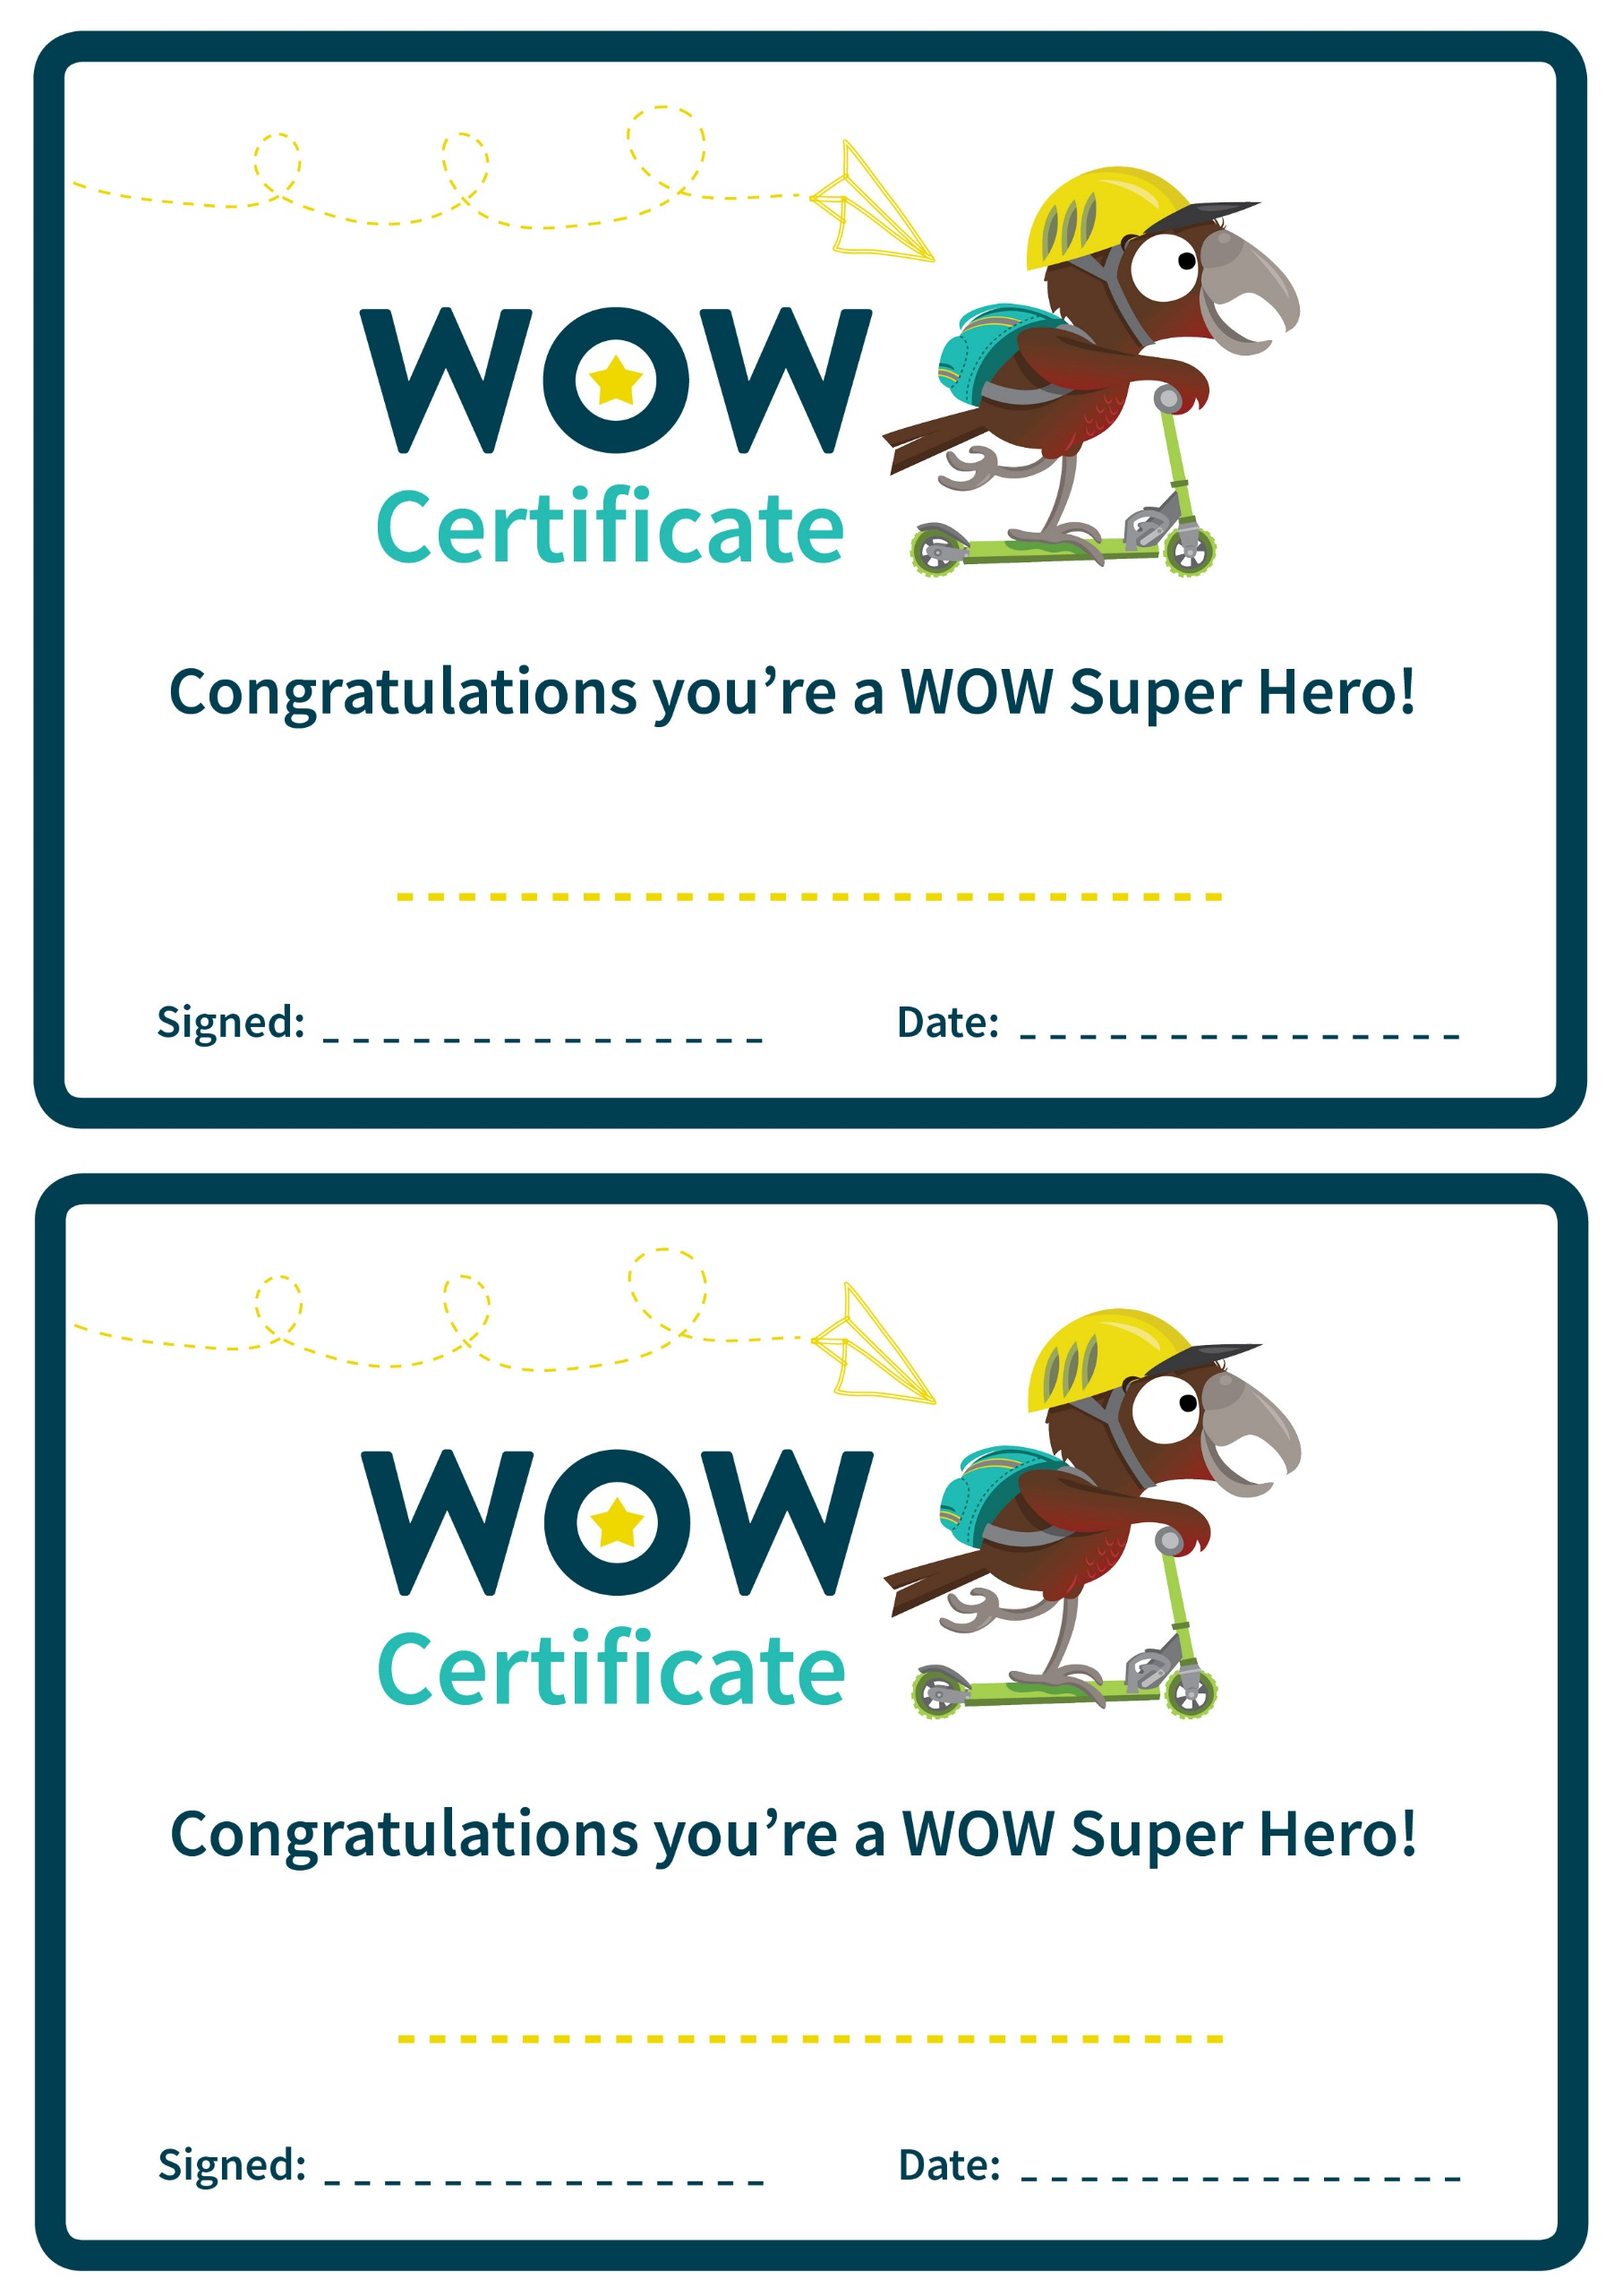 WOW
Certificate
Congratulations you’re a WOW Super Hero!
Signed: Date:
WOW
Certificate
Congratulations you’re a WOW Super Hero!
Signed: Date: